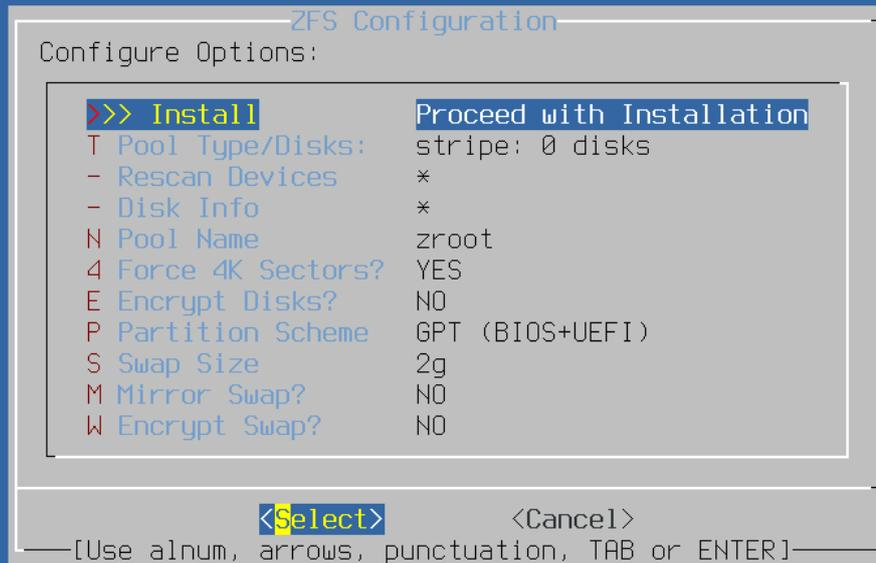 ZFS Configuration
Configure Options:
>>> Install Proceed with Installation
T Pool Type/Disks: stripe: 0 disks
- Rescan Devices *
- Disk Info *
N Pool Name zroot
4 Force 4K Sectors? YES
E Encrypt Disks? NO
P Partition Scheme GPT (BIOS+UEFI)
S Swap Size 2g
M Mirror Swap? NO
W Encrypt Swap? NO
<Select> <Cancel>
[Use alnum, arrows, punctuation, TAB or ENTER]